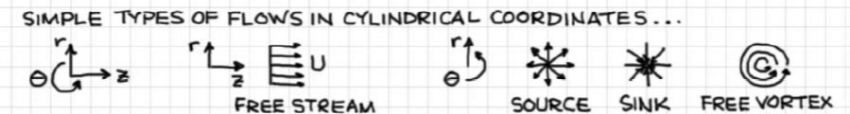 SIMPLE TYPES OF FLOWS IN CYLINDRICAL COORDINATES...
r θ z r z U r θ
FREE STREAM SOURCE SINK FREE VORTEX